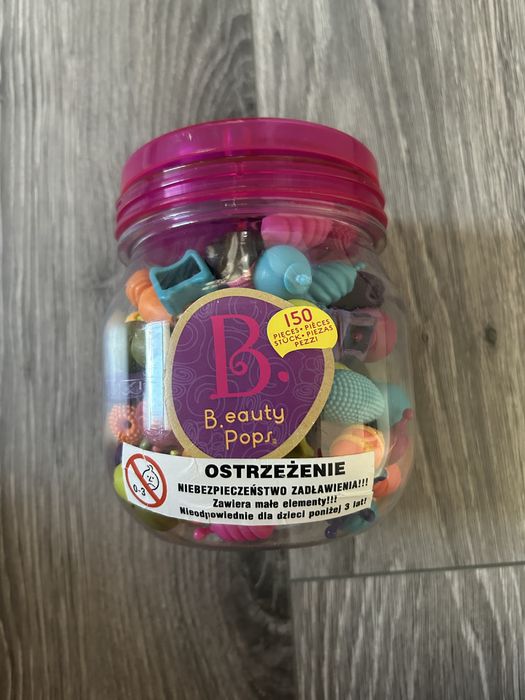 150
PIECES • PIÈCES
STÜCK • PIEZAS
PEZZI
B.
B.eauty
Pops
0-3
OSTRZEŻENIE
NIEBEZPIECZEŃSTWO ZADŁAWIENIA!!!
Zawiera małe elementy!!!
Nieodpowiednie dla dzieci poniżej 3 lat!